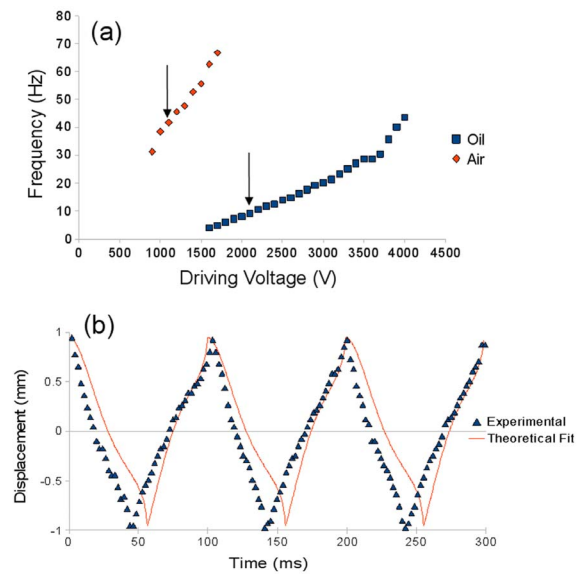 (a)
80
70
60
50
40
30
20
10
0
Frequency (Hz)
0 500 1000 1500 2000 2500 3000 3500 4000 4500
Driving Voltage (V)
Oil
Air
(b)
1
0.5
0
-0.5
-1
Displacement (mm)
0 50 100 150 200 250 300
Time (ms)
Experimental
Theoretical Fit